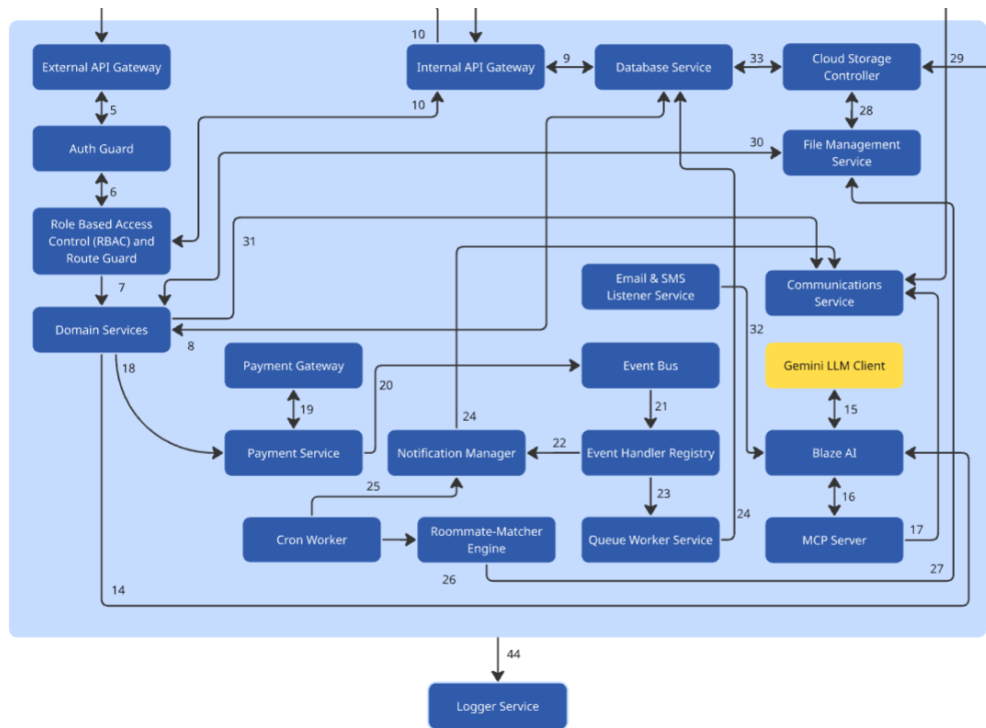 10
External API Gateway
Internal API Gateway
9
Database Service
33
Cloud Storage
Controller
29
5
10
28
Auth Guard
30
File Management
Service
6
Role Based Access
Control (RBAC) and
Route Guard
31
7
Email & SMS
Listener Service
Communications
Service
Domain Services
8
32
18
Payment Gateway
20
Event Bus
Gemini LLM Client
19
24
21
15
Payment Service
Notification Manager
22
Event Handler Registry
Blaze AI
25
23
24
16
Cron Worker
Roommate-Matcher
Engine
Queue Worker Service
MCP Server
17
26
27
14
44
Logger Service